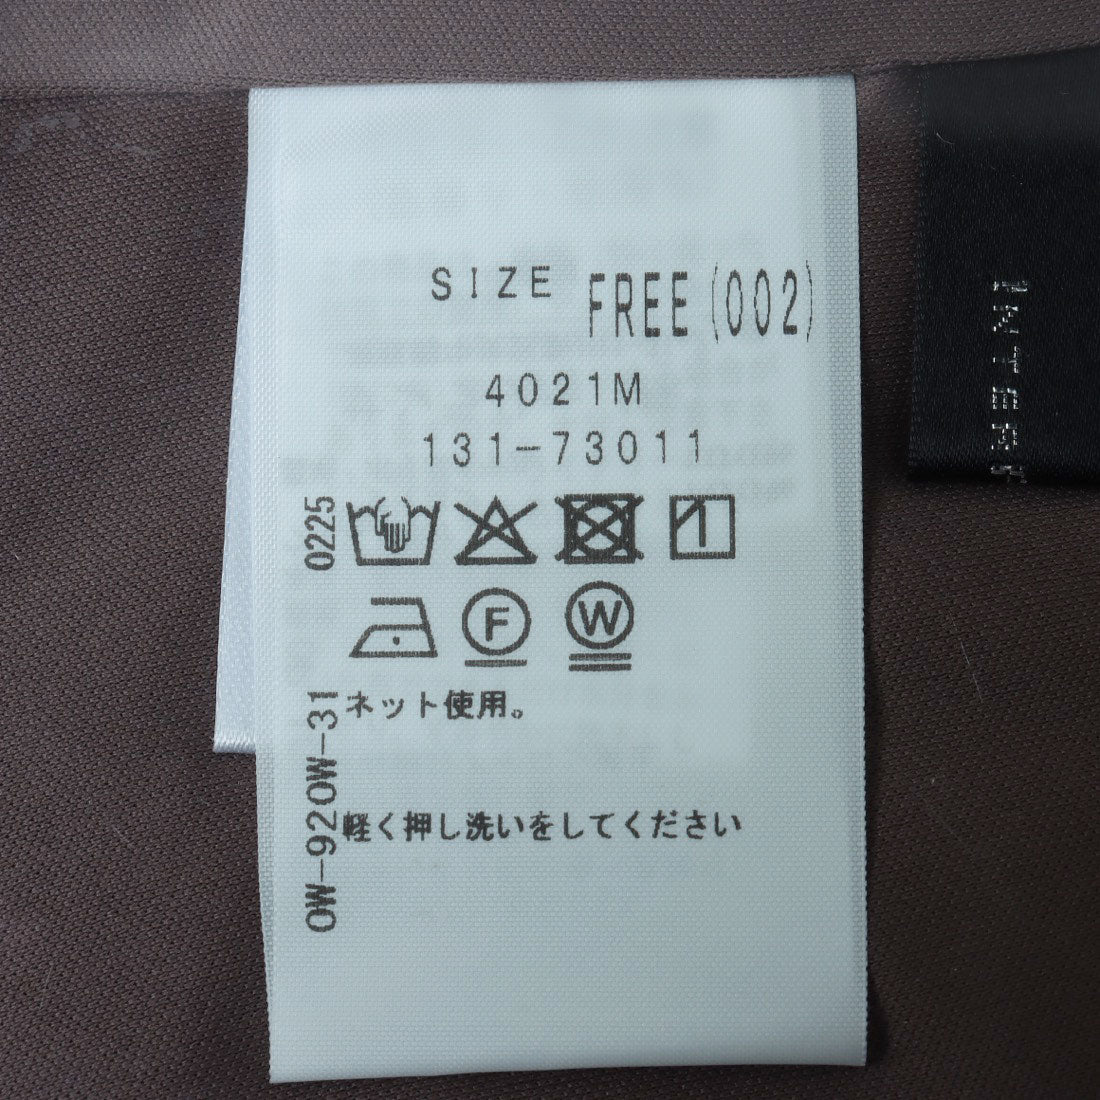 SIZE FREE(002)
4021M
131-73011
0225
F W
ネット使用。
OW-920W-31
軽く押し洗いをしてください